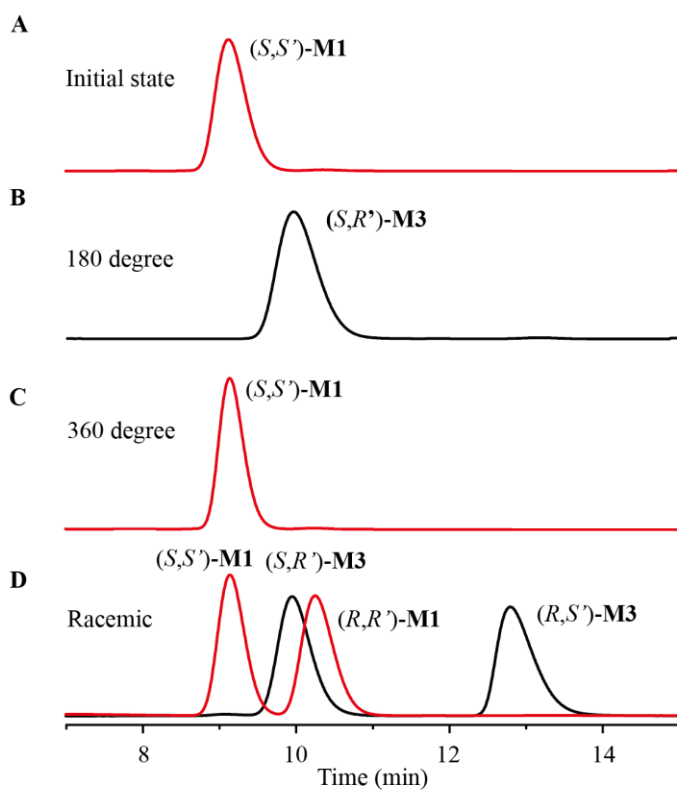 A
(S,S’)-M1
Initial state
B
(S,R’)-M3
180 degree
C
(S,S’)-M1
360 degree
(S,S’)-M1 (S,R’)-M3
D
Racemic
(R,R’)-M1
(R,S’)-M3
8 10 12 14
Time (min)